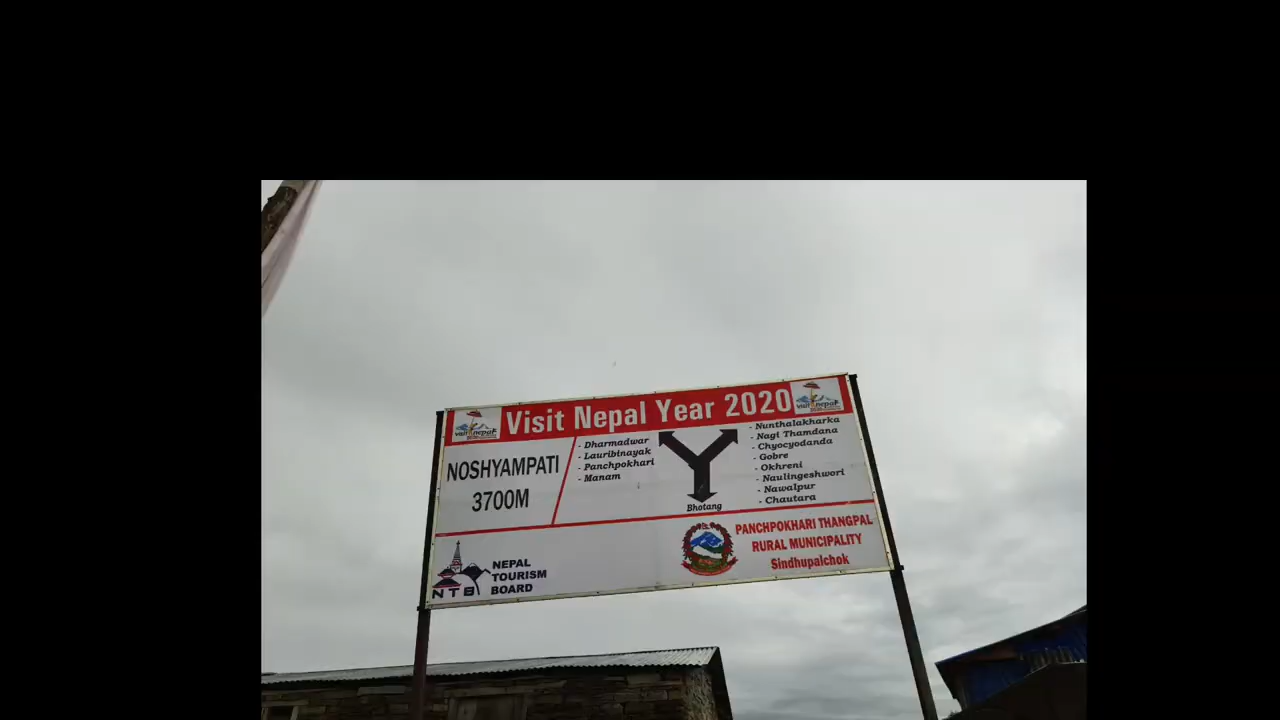 Visit Nepal Year 2020
NOSHYAMPATI
3700M
- Dharmadwar
- Lauribinayak
- Panchpokhari
- Manam
Bhotang
- Nunthalakharka
- Nagi Thamdana
- Chyocyodanda
- Gobre
- Okhreni
- Naulingeshwori
- Nawalpur
- Chautara
NTB
NEPAL
TOURISM
BOARD
PANCHPOKHARI THANGPAL
RURAL MUNICIPALITY
Sindhupalchok